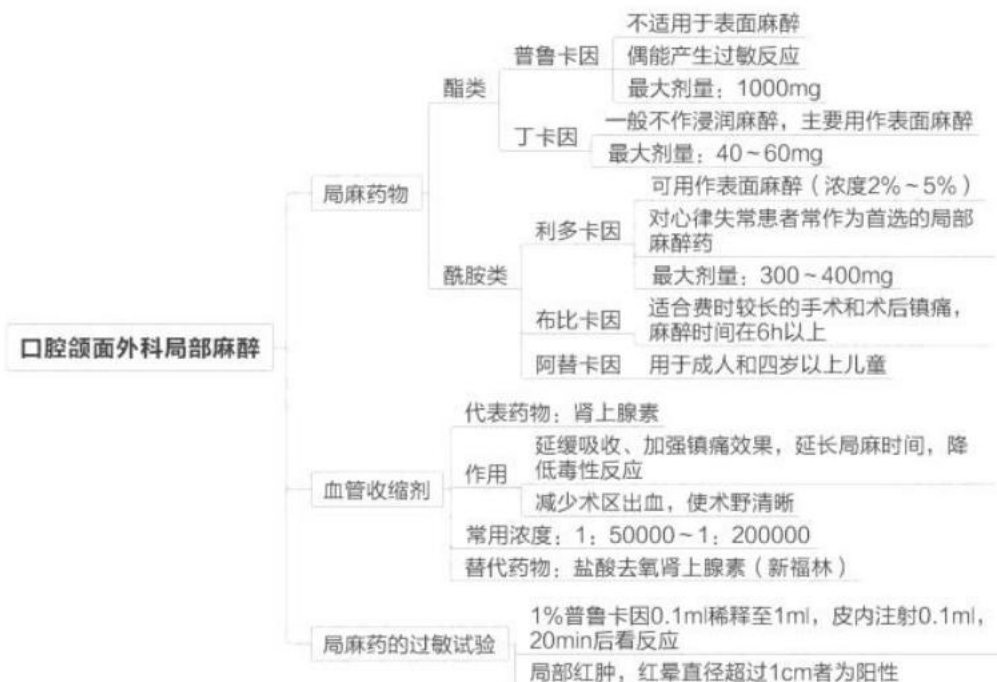 口腔颌面外科局部麻醉
局麻药物
酯类
普鲁卡因
不适用于表面麻醉
偶能产生过敏反应
最大剂量：1000mg
丁卡因
一般不作浸润麻醉，主要用作表面麻醉
最大剂量：40～60mg
酰胺类
利多卡因
可用作表面麻醉（浓度2%～5%）
对心律失常患者常作为首选的局部
麻醉药
最大剂量：300～400mg
布比卡因
适合费时较长的手术和术后镇痛，
麻醉时间在6h以上
阿替卡因
用于成人和四岁以上儿童
血管收缩剂
代表药物：肾上腺素
作用
延缓吸收、加强镇痛效果，延长局麻时间，降
低毒性反应
减少术区出血，使术野清晰
常用浓度：1：50000～1：200000
替代药物：盐酸去氧肾上腺素（新福林）
局麻药的过敏试验
1%普鲁卡因0.1ml稀释至1ml，皮内注射0.1ml，
20min后看反应
局部红肿，红晕直径超过1cm者为阳性